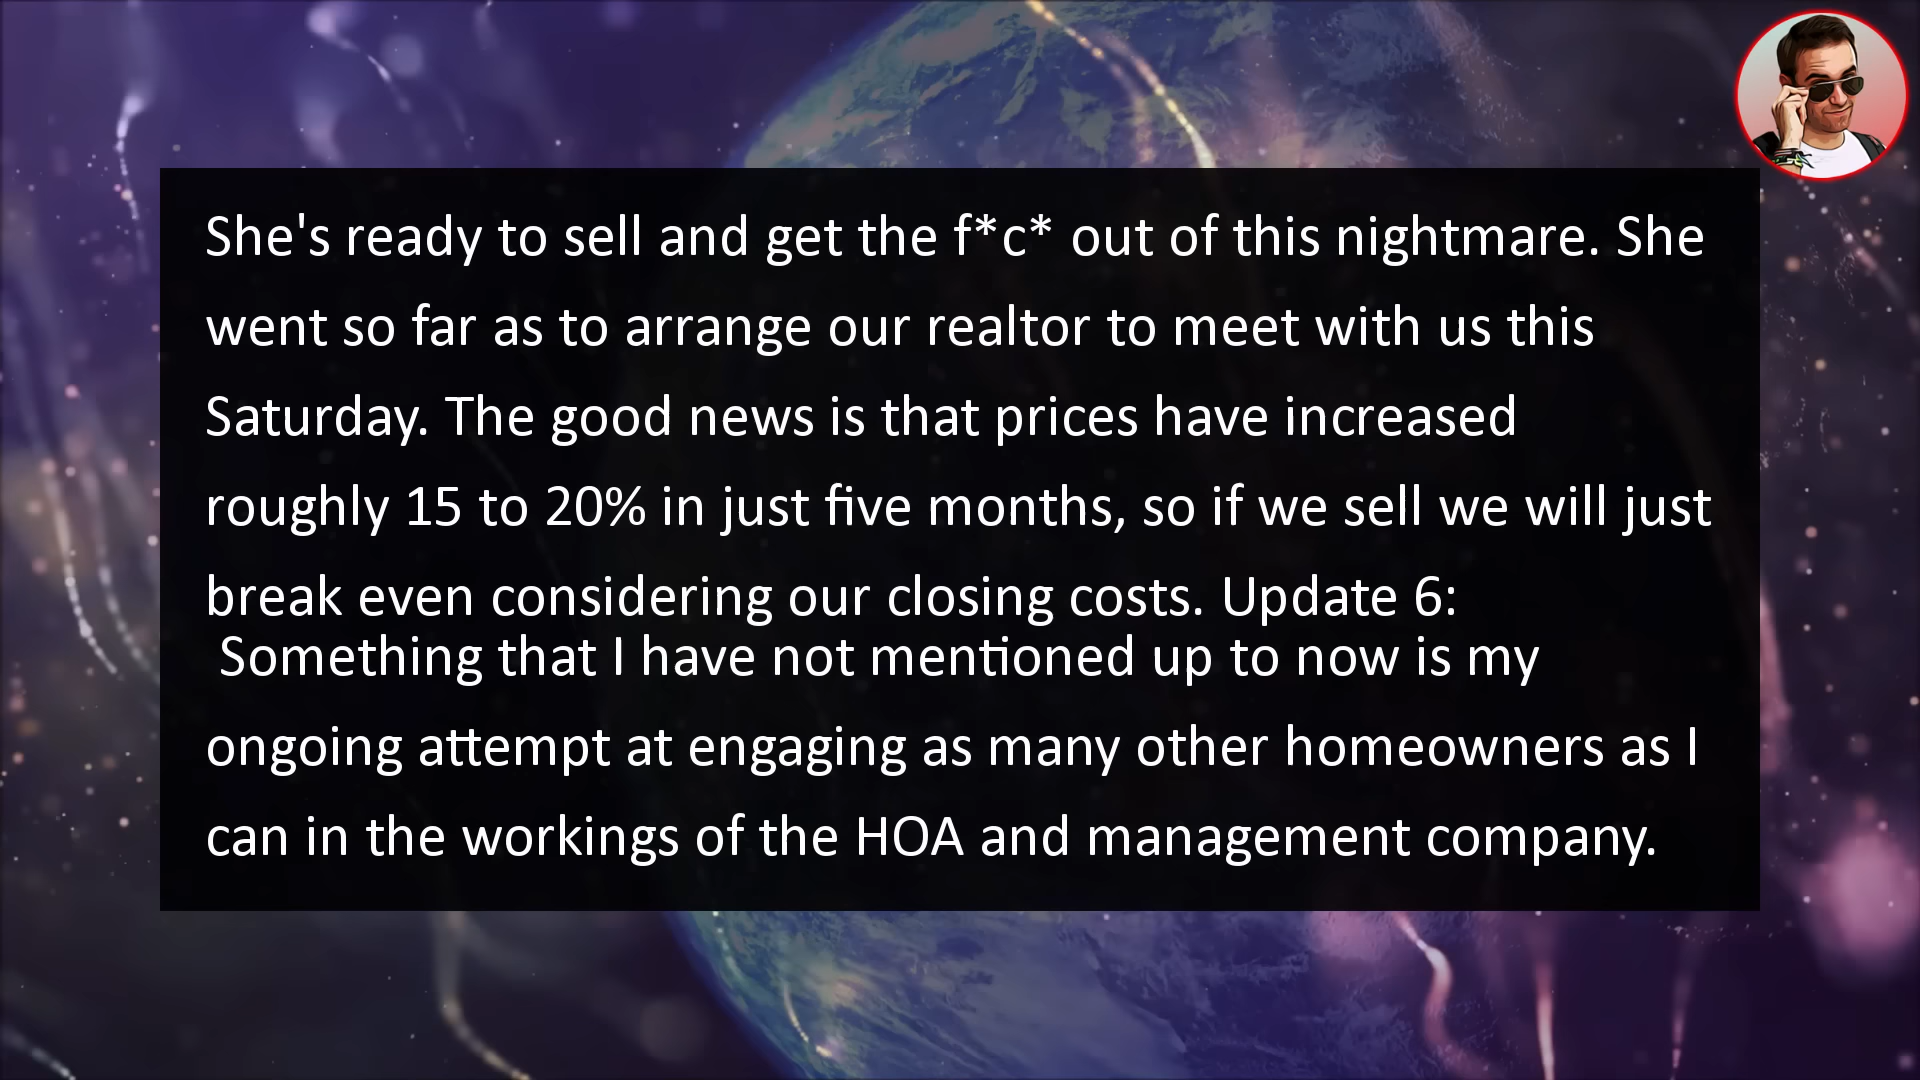 She's ready to sell and get the f*c* out of this nightmare. She
went so far as to arrange our realtor to meet with us this
Saturday. The good news is that prices have increased
roughly 15 to 20% in just five months, so if we sell we will just
break even considering our closing costs. Update 6:
Something that I have not mentioned up to now is my
ongoing attempt at engaging as many other homeowners as I
can in the workings of the HOA and management company.